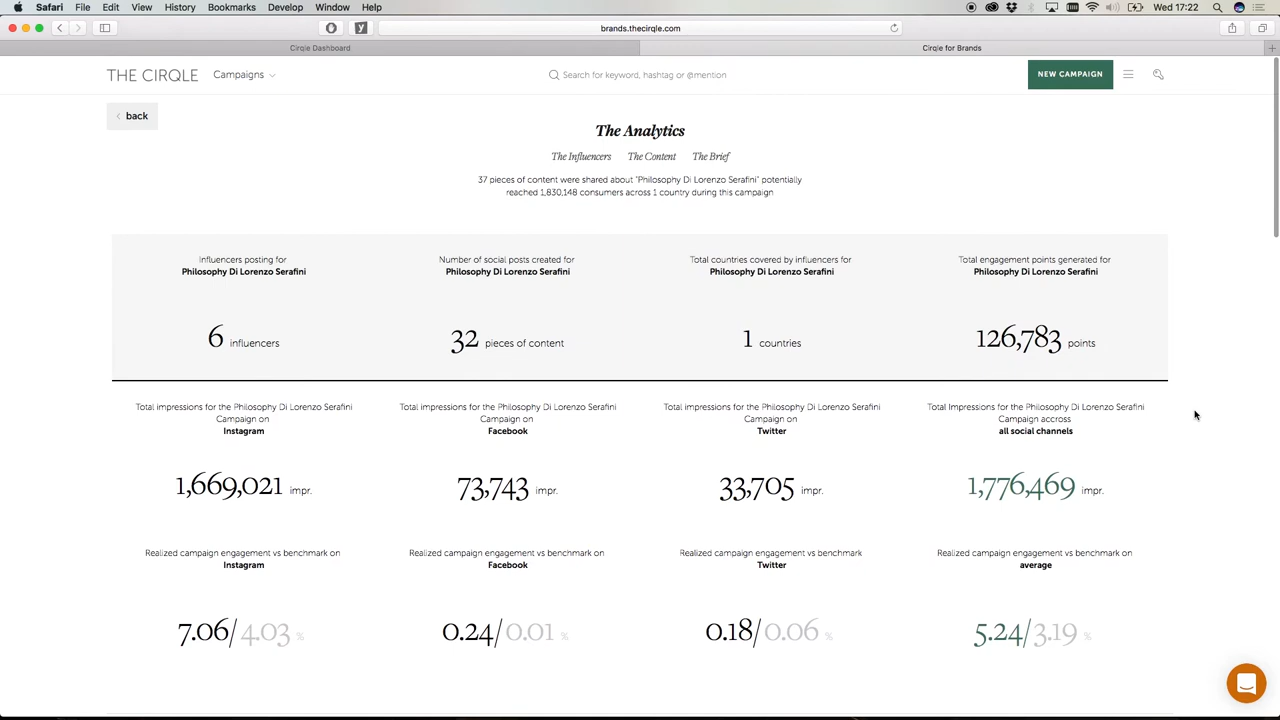 Safari File Edit View History Bookmarks Develop Window Help Wed 17:22
brands.thecirqle.com
Cirqle Dashboard Cirqle for Brands
THE CIRQLE Campaigns Search for keyword, hashtag or @mention NEW CAMPAIGN
back
The Analytics
The Influencers The Content The Brief
37 pieces of content were shared about "Philosophy Di Lorenzo Serafini" potentially
reached 1,830,148 consumers across 1 country during this campaign
Influencers posting for Number of social posts created for Total countries covered by influencers for Total engagement points generated for
Philosophy Di Lorenzo Serafini Philosophy Di Lorenzo Serafini Philosophy Di Lorenzo Serafini Philosophy Di Lorenzo Serafini
6 influencers 32 pieces of content 1 countries 126,783 points
Total impressions for the Philosophy Di Lorenzo Serafini Total impressions for the Philosophy Di Lorenzo Serafini Total impressions for the Philosophy Di Lorenzo Serafini Total Impressions for the Philosophy Di Lorenzo Serafini
Campaign on Campaign on Campaign on Campaign accross
Instagram Facebook Twitter all social channels
1,669,021 impr. 73,743 impr. 33,705 impr. 1,776,469 impr.
Realized campaign engagement vs benchmark on Realized campaign engagement vs benchmark on Realized campaign engagement vs benchmark Realized campaign engagement vs benchmark on
Instagram Facebook Twitter average
7.06/4.03 % 0.24/0.01 % 0.18/0.06 % 5.24/3.19 %